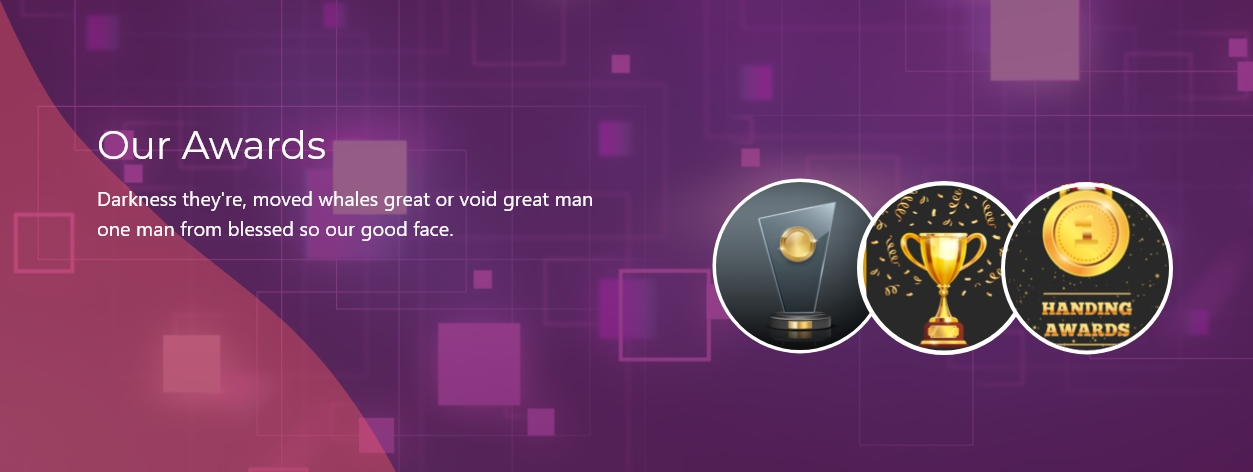 Our Awards
Darkness they're, moved whales great or void great man
one man from blessed so our good face.
1
HANDING
AWARDS